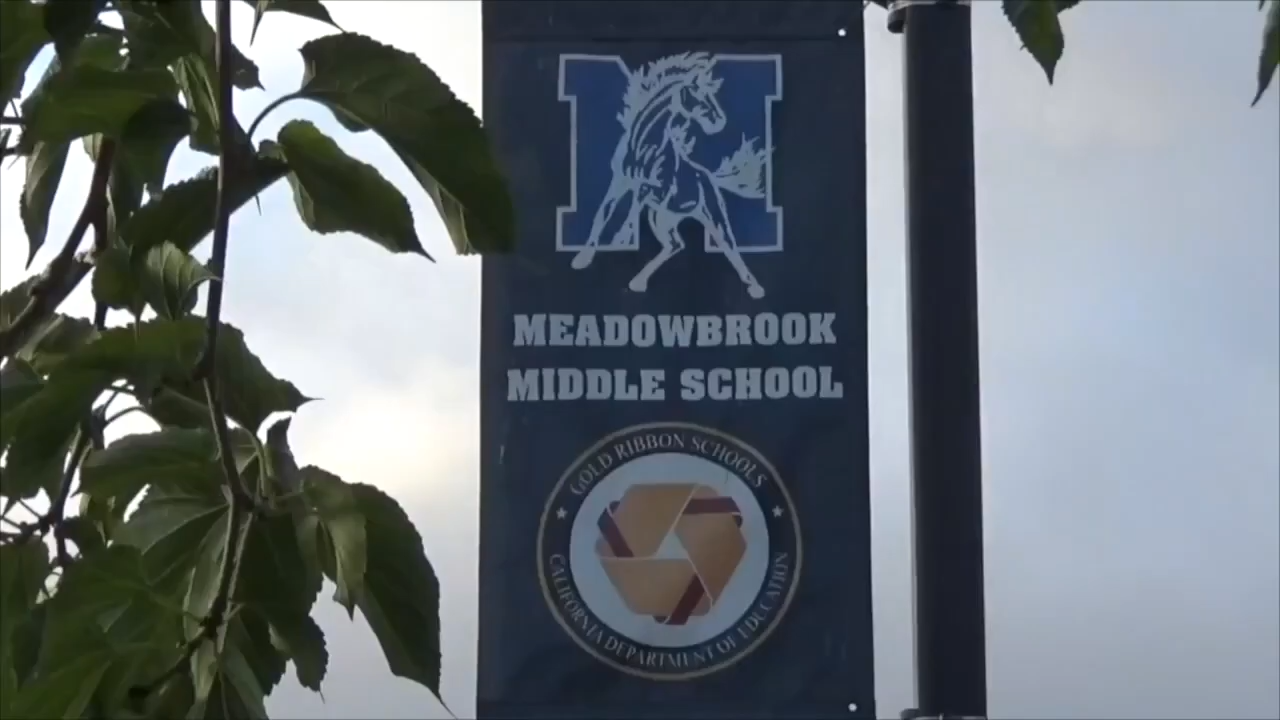 M
MEADOWBROOK
MIDDLE SCHOOL
GOLD RIBBON SCHOOLS
CALIFORNIA DEPARTMENT OF EDUCATION